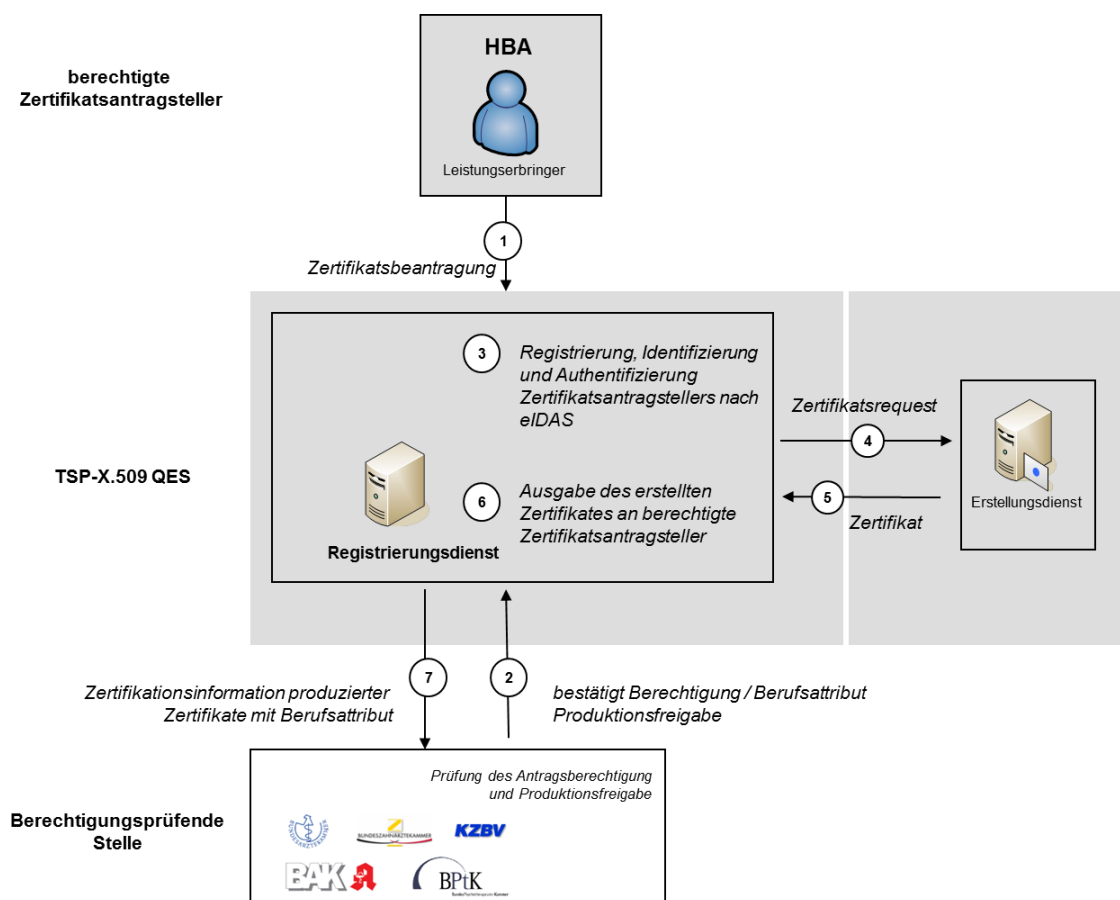 HBA
berechtigte
Zertifikatsantragsteller
Leistungserbringer
1
Zertifikatsbeantragung
3
Registrierung, Identifizierung
und Authentifizierung
Zertifikatsantragstellers nach
eIDAS
Zertifikatsrequest
4
TSP-X.509 QES
6
Ausgabe des erstellten
Zertifikates an berechtigte
Zertifikatsantragsteller
5
Zertifikat
Erstellungsdienst
Registrierungsdienst
7
2
Zertifikationsinformation produzierter
Zertifikate mit Berufsattribut
bestätigt Berechtigung / Berufsattribut
Produktionsfreigabe
Prüfung des Antragsberechtigung
und Produktionsfreigabe
Berechtigungsprüfende
Stelle
BUNDESÄRZTEKAMMER
BUNDESZAHNÄRZTEKAMMER
KZBV
BAK
BPtK
BundesPsychotherapeutenKammer